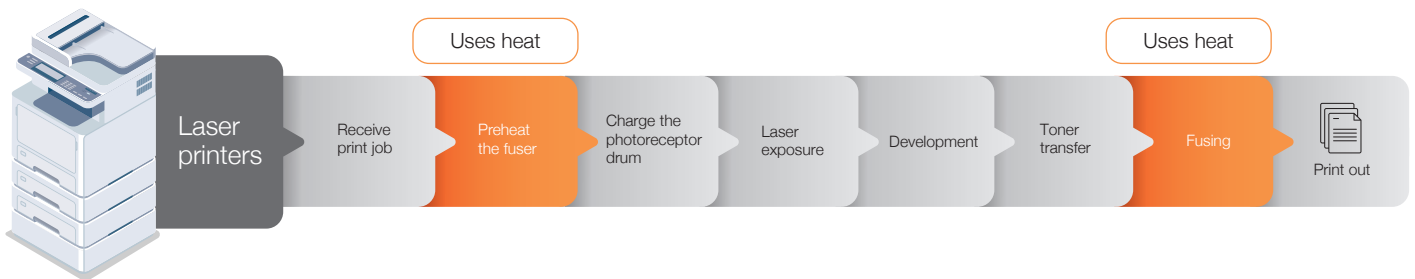 Uses heat
Uses heat
Laser
printers
Receive
print job
Preheat
the fuser
Charge the
photoreceptor
drum
Laser
exposure
Development
Toner
transfer
Fusing
Print out